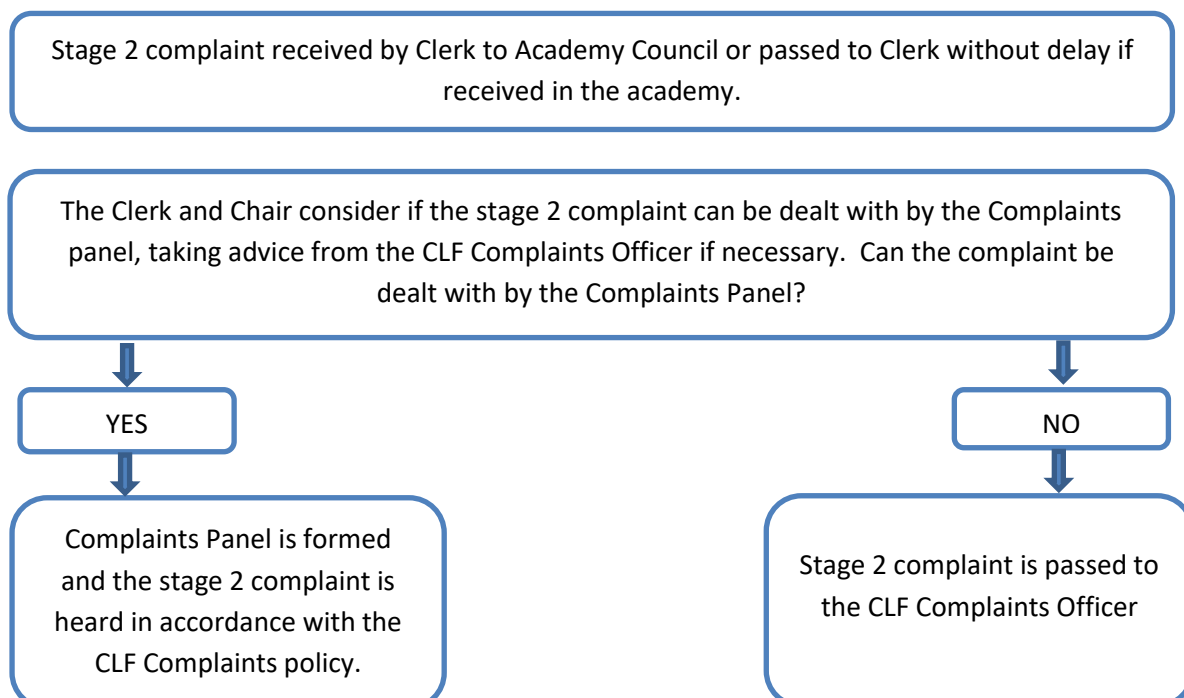 Stage 2 complaint received by Clerk to Academy Council or passed to Clerk without delay if
received in the academy.
The Clerk and Chair consider if the stage 2 complaint can be dealt with by the Complaints
panel, taking advice from the CLF Complaints Officer if necessary.  Can the complaint be
dealt with by the Complaints Panel?
YES
NO
Complaints Panel is formed
and the stage 2 complaint is
heard in accordance with the
CLF Complaints policy.
Stage 2 complaint is passed to
the CLF Complaints Officer